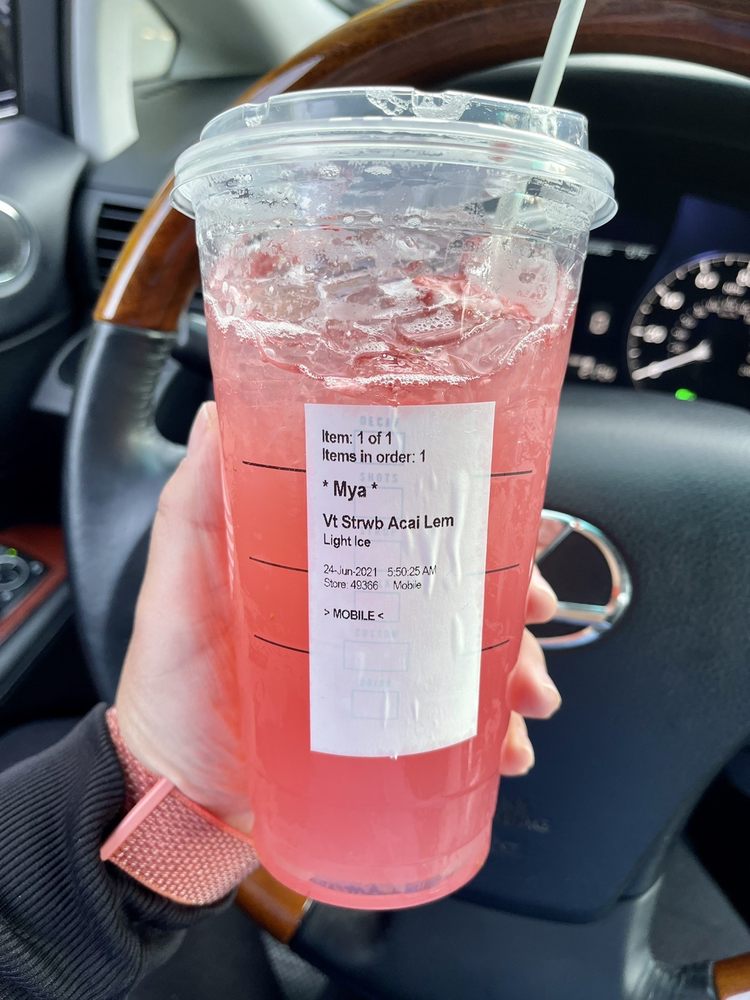 Item: 1 of 1
Items in order: 1
* Mya *
Vt Strwb Acai Lem
Light Ice
24-Jun-2021 5:50:25 AM
Store: 49366 Mobile
> MOBILE <